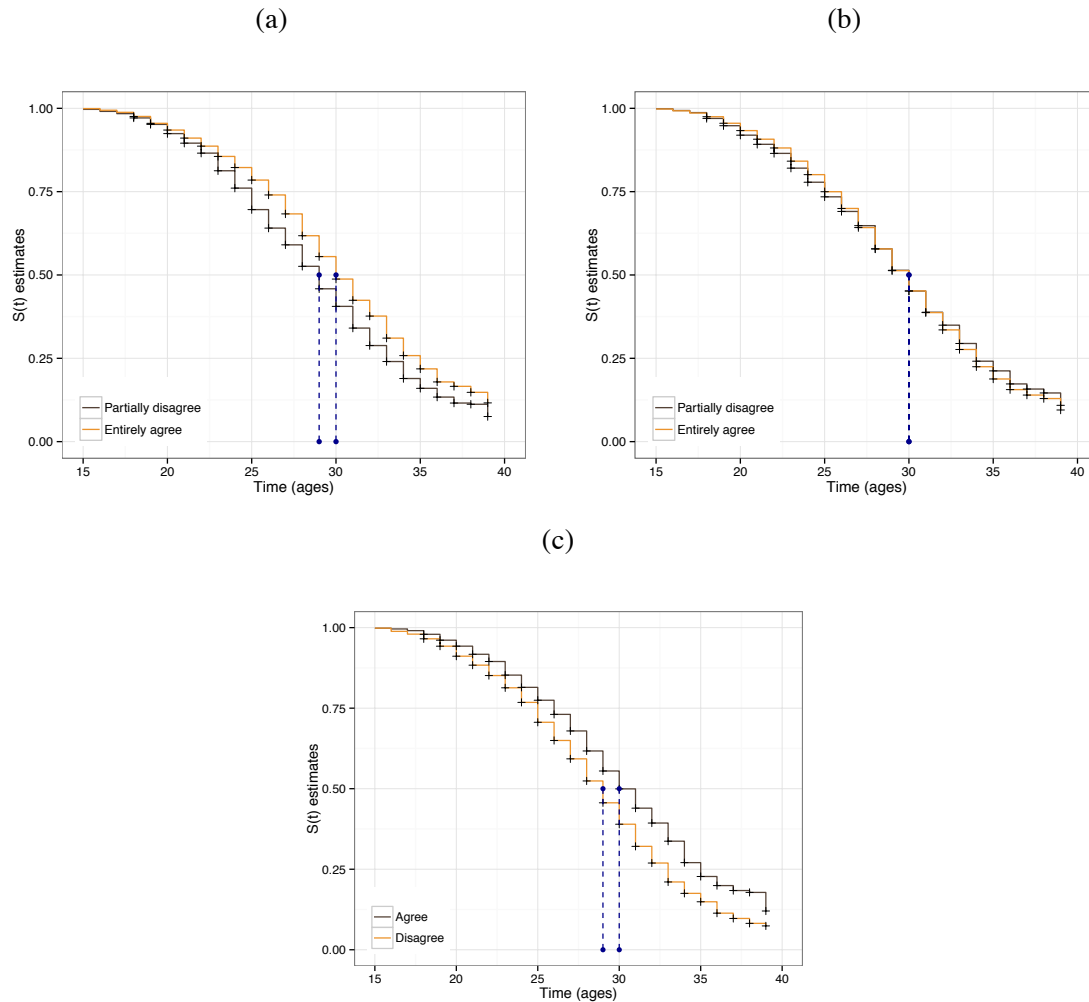 (a)
(b)
1.00
0.75
0.50
0.25
0.00
S(t) estimates
Partially disagree
Entirely agree
15 20 25 30 35 40
Time (ages)
1.00
0.75
0.50
0.25
0.00
S(t) estimates
Partially disagree
Entirely agree
15 20 25 30 35 40
Time (ages)
(c)
1.00
0.75
0.50
0.25
0.00
S(t) estimates
Agree
Disagree
15 20 25 30 35 40
Time (ages)